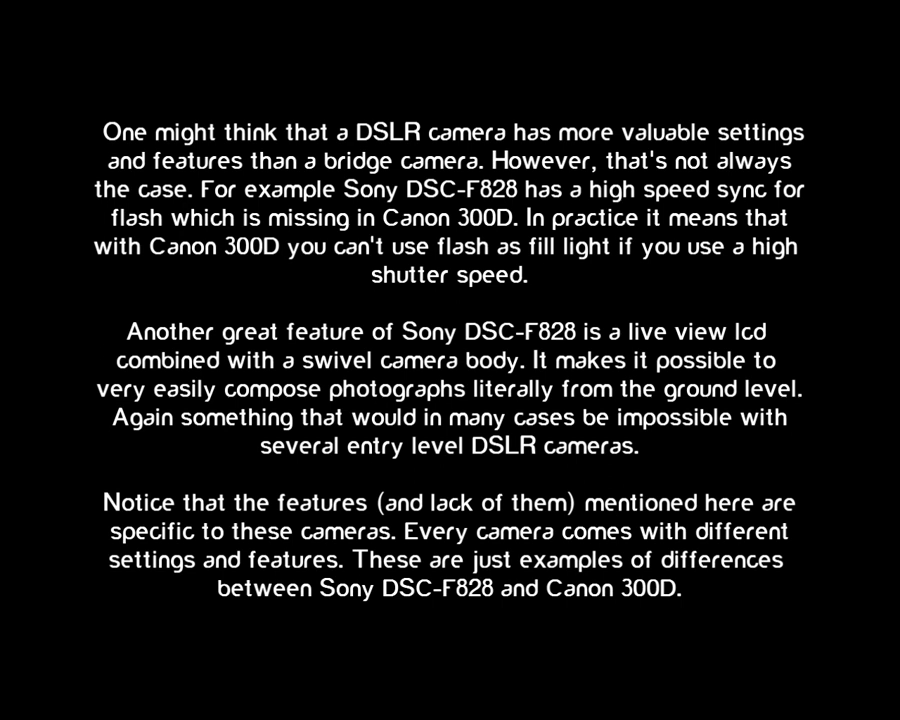 One might think that a DSLR camera has more valuable settings
and features than a bridge camera. However, that's not always
the case. For example Sony DSC-F828 has a high speed sync for
flash which is missing in Canon 300D. In practice it means that
with Canon 300D you can't use flash as fill light if you use a high
shutter speed.
Another great feature of Sony DSC-F828 is a live view lcd
combined with a swivel camera body. It makes it possible to
very easily compose photographs literally from the ground level.
Again something that would in many cases be impossible with
several entry level DSLR cameras.
Notice that the features (and lack of them) mentioned here are
specific to these cameras. Every camera comes with different
settings and features. These are just examples of differences
between Sony DSC-F828 and Canon 300D.